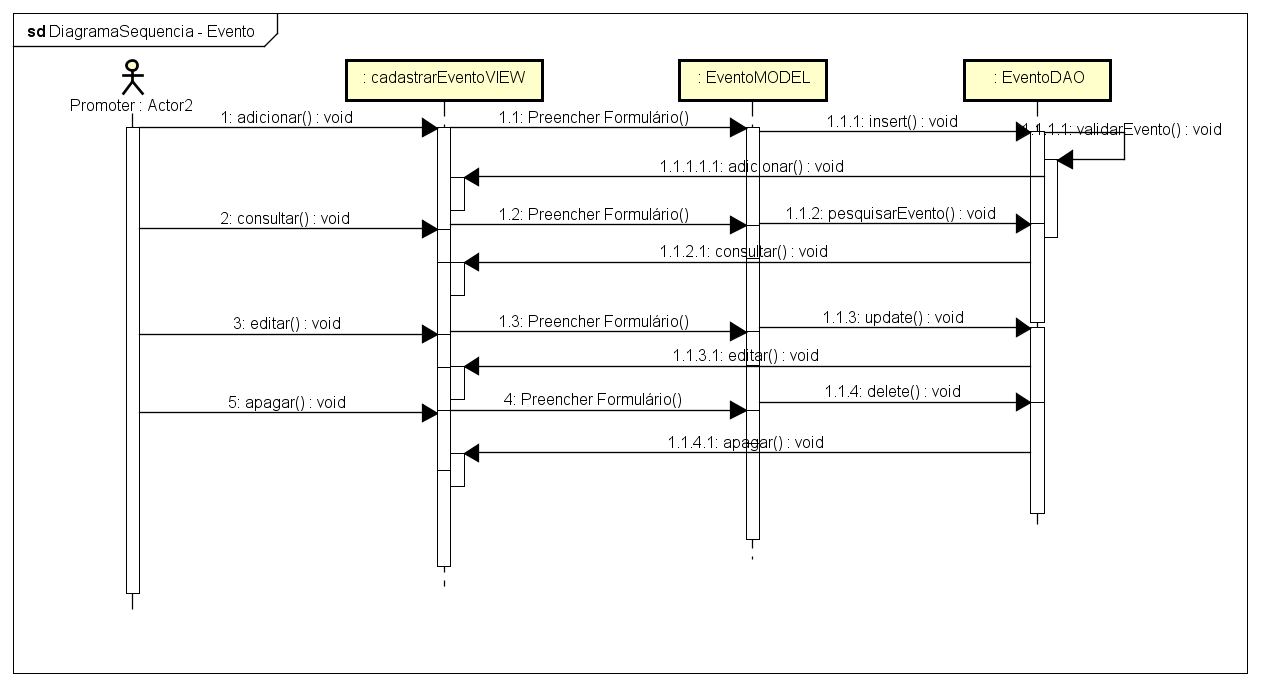 sd DiagramaSequencia - Evento
Promoter : Actor2
: cadastrarEventoVIEW
: EventoMODEL
: EventoDAO
1: adicionar() : void
1.1: Preencher Formulário()
1.1.1: insert() : void
1.1.1.1: validarEvento() : void
1.1.1.1.1: adicionar() : void
2: consultar() : void
1.2: Preencher Formulário()
1.1.2: pesquisarEvento() : void
1.1.2.1: consultar() : void
3: editar() : void
1.3: Preencher Formulário()
1.1.3: update() : void
1.1.3.1: editar() : void
5: apagar() : void
4: Preencher Formulário()
1.1.4: delete() : void
1.1.4.1: apagar() : void